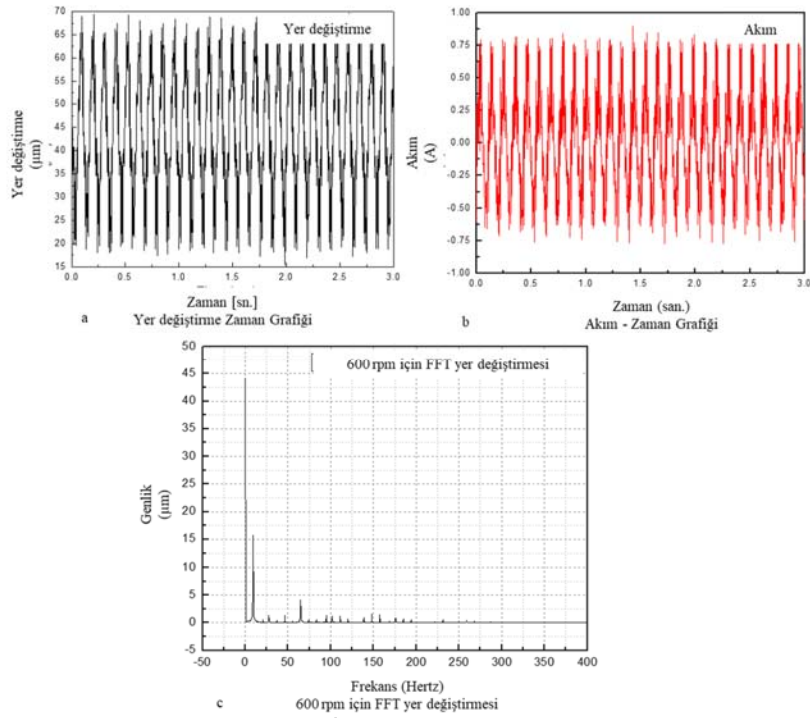 70
65
60
55
50
45
40
35
30
25
20
15
Yer değiştirme
(µm)
Yer değiştirme
0.0 0.5 1.0 1.5 2.0 2.5 3.0
Zaman [sn.]
a Yer değiştirme Zaman Grafiği
1.00
0.75
0.50
0.25
0.00
-0.25
-0.50
-0.75
-1.00
Akım
(A)
Akım
0.0 0.5 1.0 1.5 2.0 2.5 3.0
Zaman (san.)
b Akım - Zaman Grafiği
50
45
40
35
30
25
20
15
10
5
0
-5
Genlik
(µm)
600 rpm için FFT yer değiştirmesi
-50 0 50 100 150 200 250 300 350 400
Frekans (Hertz)
c 600 rpm için FFT yer değiştirmesi